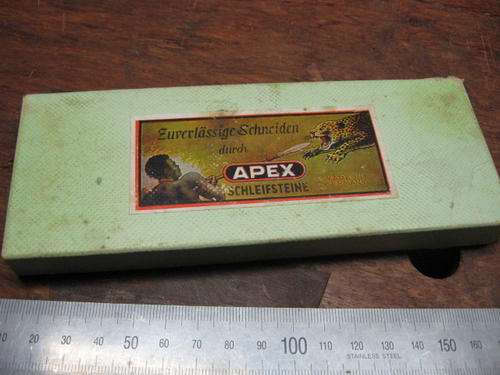 Zuverlässige Schneiden
durch
APEX
SCHLEIFSTEINE
10 20 30 40 50 60 70 80 90 100 110 120 130 140 150 160
STAINLESS STEEL